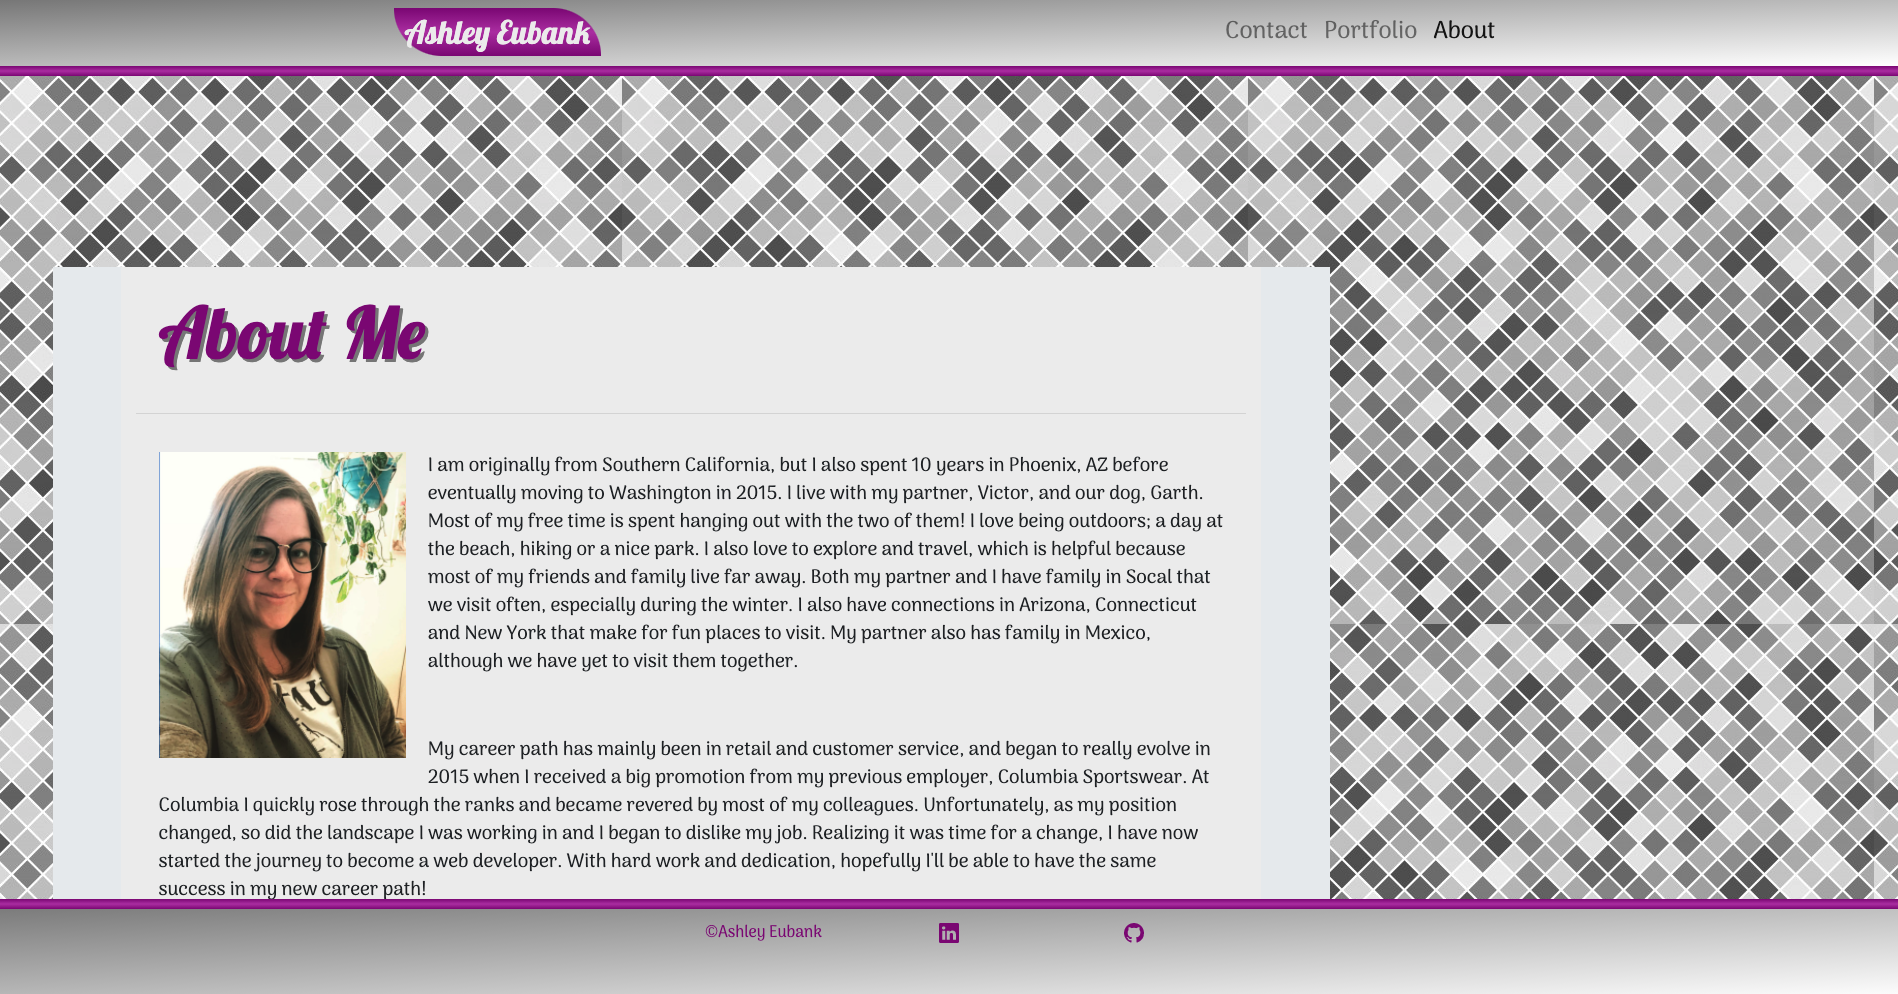 Ashley Eubank
Contact Portfolio About
About Me
I am originally from Southern California, but I also spent 10 years in Phoenix, AZ before
eventually moving to Washington in 2015. I live with my partner, Victor, and our dog, Garth.
Most of my free time is spent hanging out with the two of them! I love being outdoors; a day at
the beach, hiking or a nice park. I also love to explore and travel, which is helpful because
most of my friends and family live far away. Both my partner and I have family in Socal that
we visit often, especially during the winter. I also have connections in Arizona, Connecticut
and New York that make for fun places to visit. My partner also has family in Mexico,
although we have yet to visit them together.
My career path has mainly been in retail and customer service, and began to really evolve in
2015 when I received a big promotion from my previous employer, Columbia Sportswear. At
Columbia I quickly rose through the ranks and became revered by most of my colleagues. Unfortunately, as my position
changed, so did the landscape I was working in and I began to dislike my job. Realizing it was time for a change, I have now
started the journey to become a web developer. With hard work and dedication, hopefully I'll be able to have the same
success in my new career path!
©Ashley Eubank